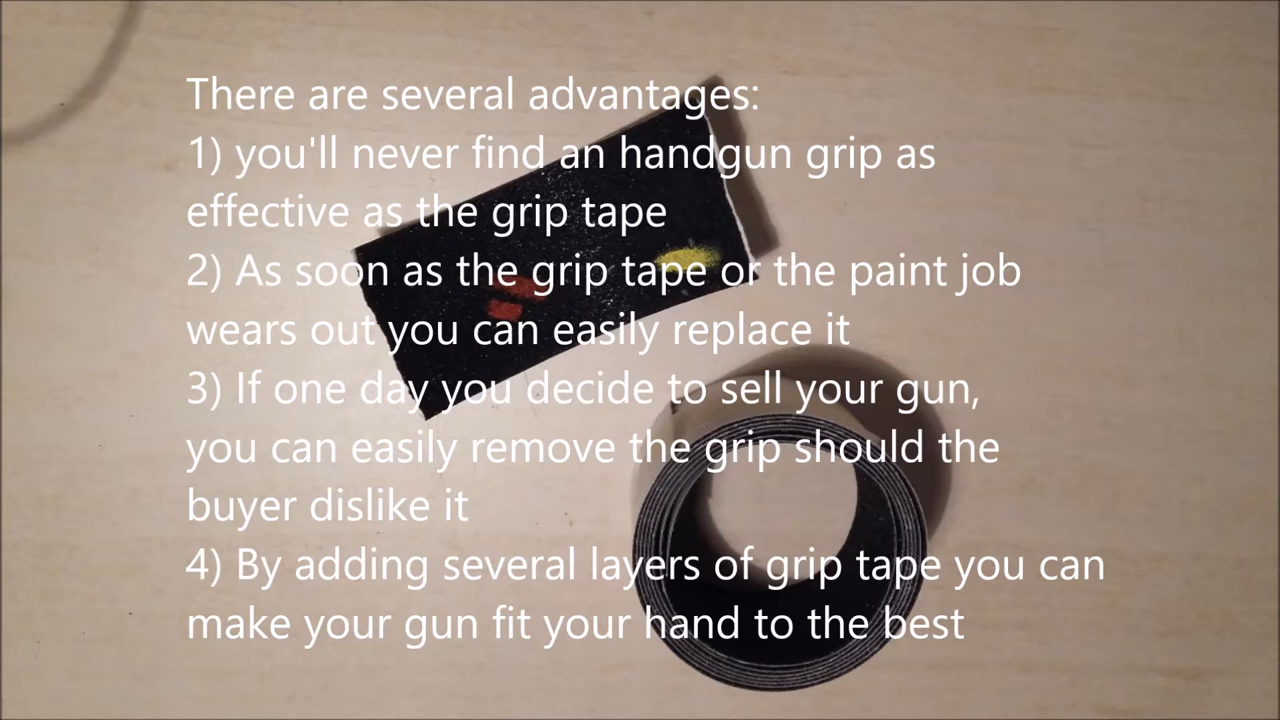 There are several advantages:
1) you'll never find an handgun grip as
effective as the grip tape
2) As soon as the grip tape or the paint job
wears out you can easily replace it
3) If one day you decide to sell your gun,
you can easily remove the grip should the
buyer dislike it
4) By adding several layers of grip tape you can
make your gun fit your hand to the best